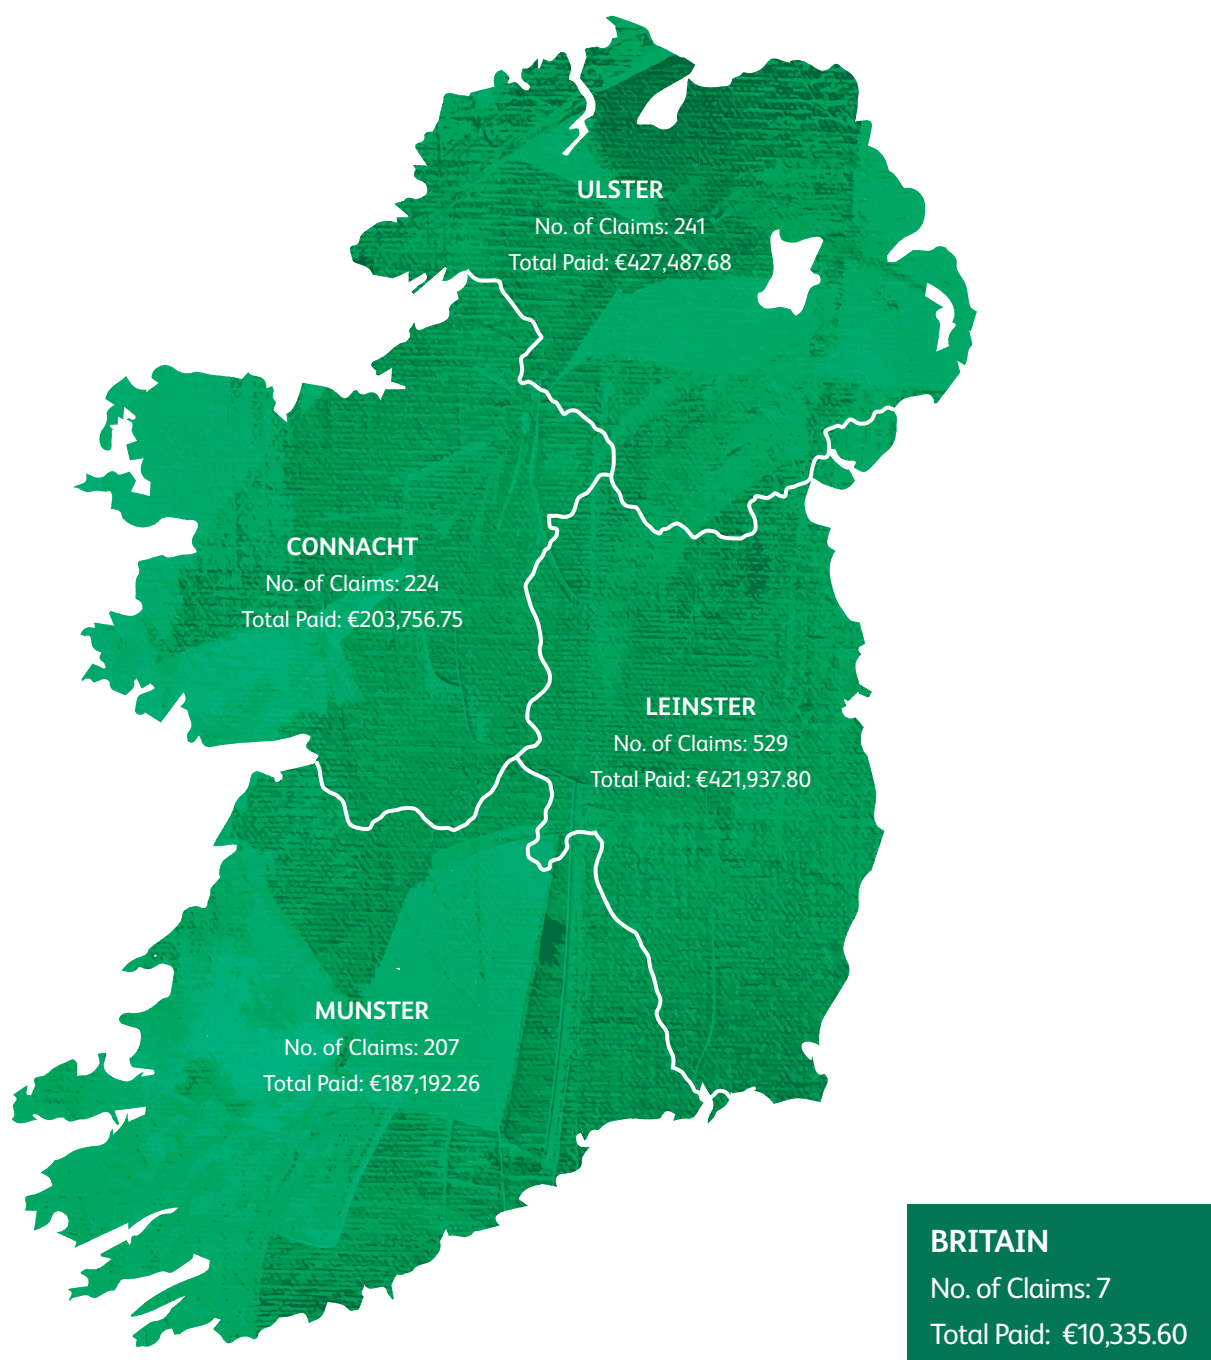 ULSTER
No. of Claims: 241
Total Paid: €427,487.68
CONNACHT
No. of Claims: 224
Total Paid: €203,756.75
LEINSTER
No. of Claims: 529
Total Paid: €421,937.80
MUNSTER
No. of Claims: 207
Total Paid: €187,192.26
BRITAIN
No. of Claims: 7
Total Paid: €10,335.60